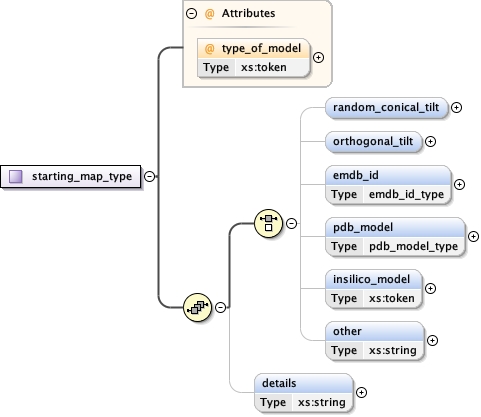 @ Attributes
@ type_of_model
Type xs:token
starting_map_type
random_conical_tilt
orthogonal_tilt
emdb_id
Type emdb_id_type
pdb_model
Type pdb_model_type
insilico_model
Type xs:token
other
Type xs:string
details
Type xs:string